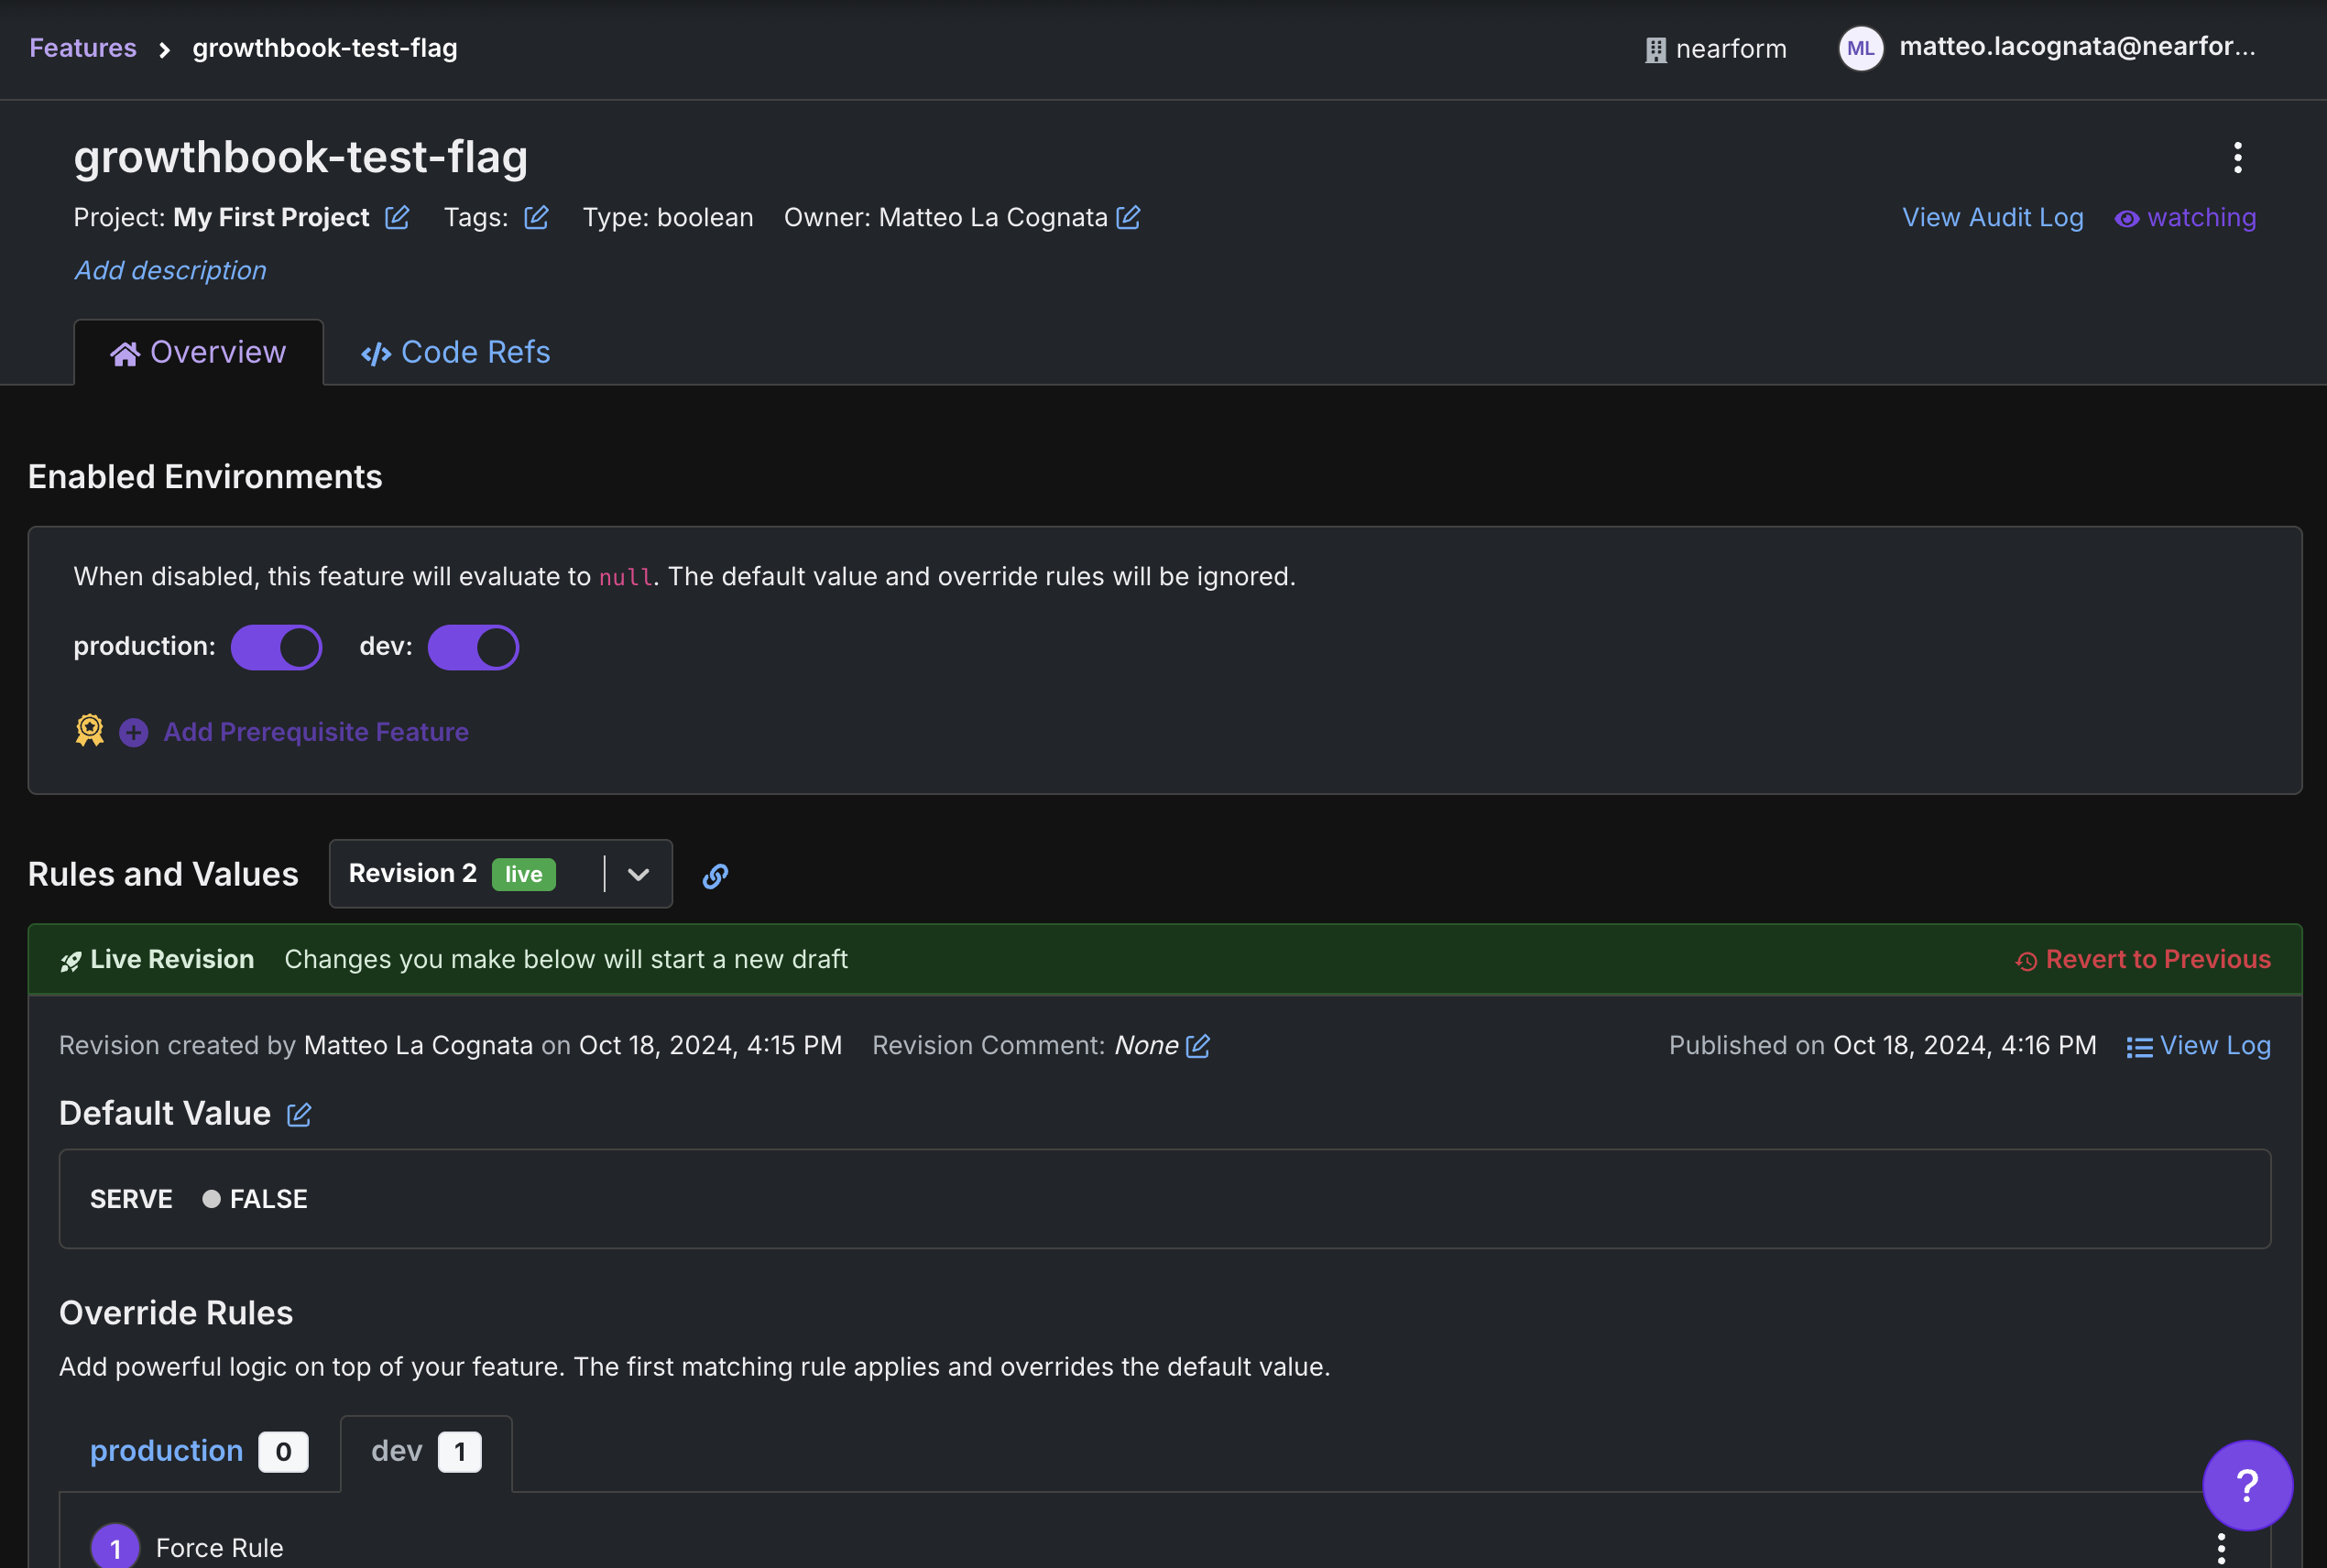 Features > growthbook-test-flag
nearform
ML matteo.lacognata@nearfor...
growthbook-test-flag
Project: My First Project Tags: Type: boolean Owner: Matteo La Cognata
View Audit Log watching
Add description
Overview </> Code Refs
Enabled Environments
When disabled, this feature will evaluate to null. The default value and override rules will be ignored.
production: dev:
Add Prerequisite Feature
Rules and Values Revision 2 live
Live Revision Changes you make below will start a new draft Revert to Previous
Revision created by Matteo La Cognata on Oct 18, 2024, 4:15 PM Revision Comment: None
Published on Oct 18, 2024, 4:16 PM View Log
Default Value
SERVE FALSE
Override Rules
Add powerful logic on top of your feature. The first matching rule applies and overrides the default value.
production 0 dev 1
?
1 Force Rule